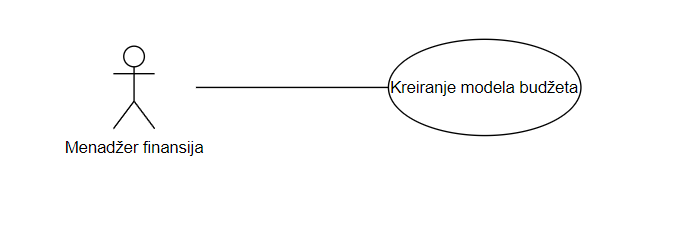 Kreiranje modela budžeta
Menadžer finansija